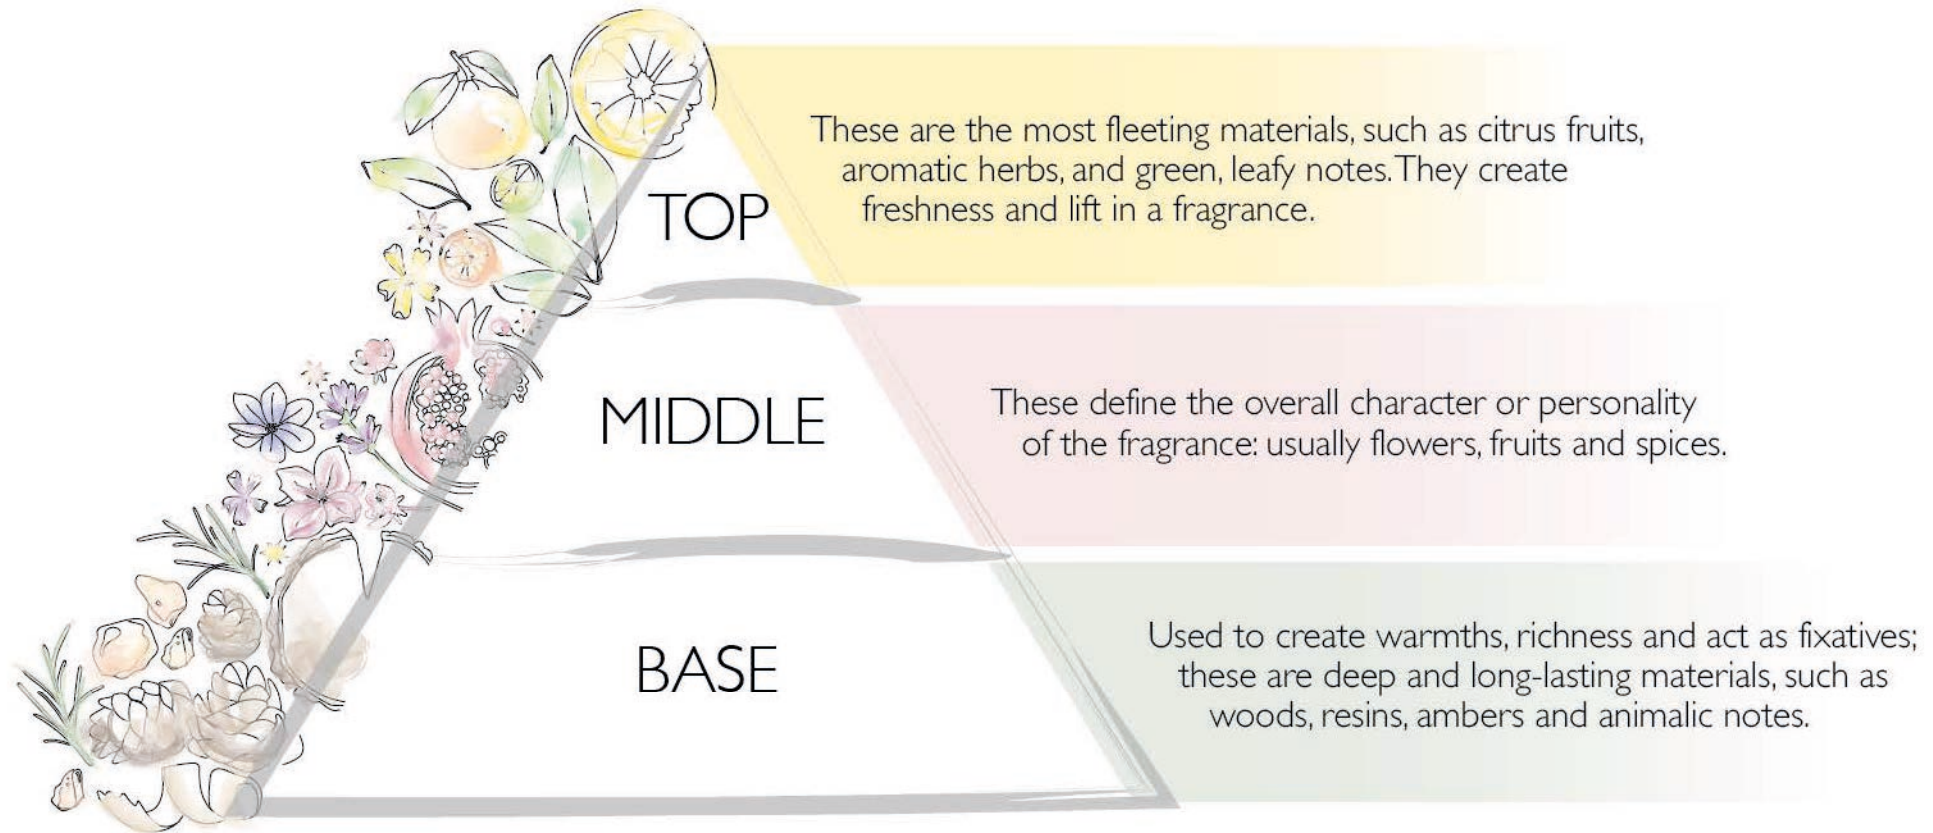 TOP
These are the most fleeting materials, such as citrus fruits,
aromatic herbs, and green, leafy notes. They create
freshness and lift in a fragrance.
MIDDLE
These define the overall character or personality
of the fragrance: usually flowers, fruits and spices.
BASE
Used to create warmths, richness and act as fixatives;
these are deep and long-lasting materials, such as
woods, resins, ambers and animalic notes.